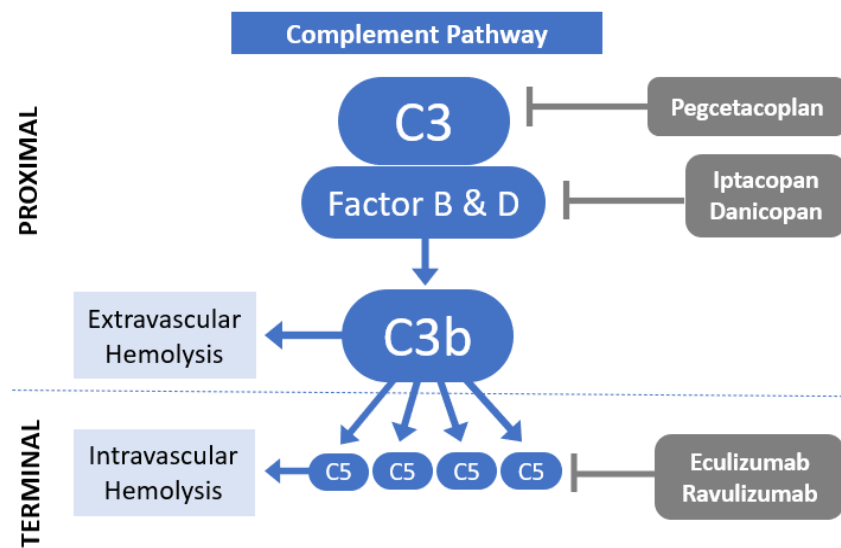 Complement Pathway
PROXIMAL
C3
Pegcetacoplan
Factor B & D
Iptacopan
Danicopan
Extravascular
Hemolysis
C3b
TERMINAL
Intravascular
Hemolysis
C5 C5 C5 C5
Eculizumab
Ravulizumab